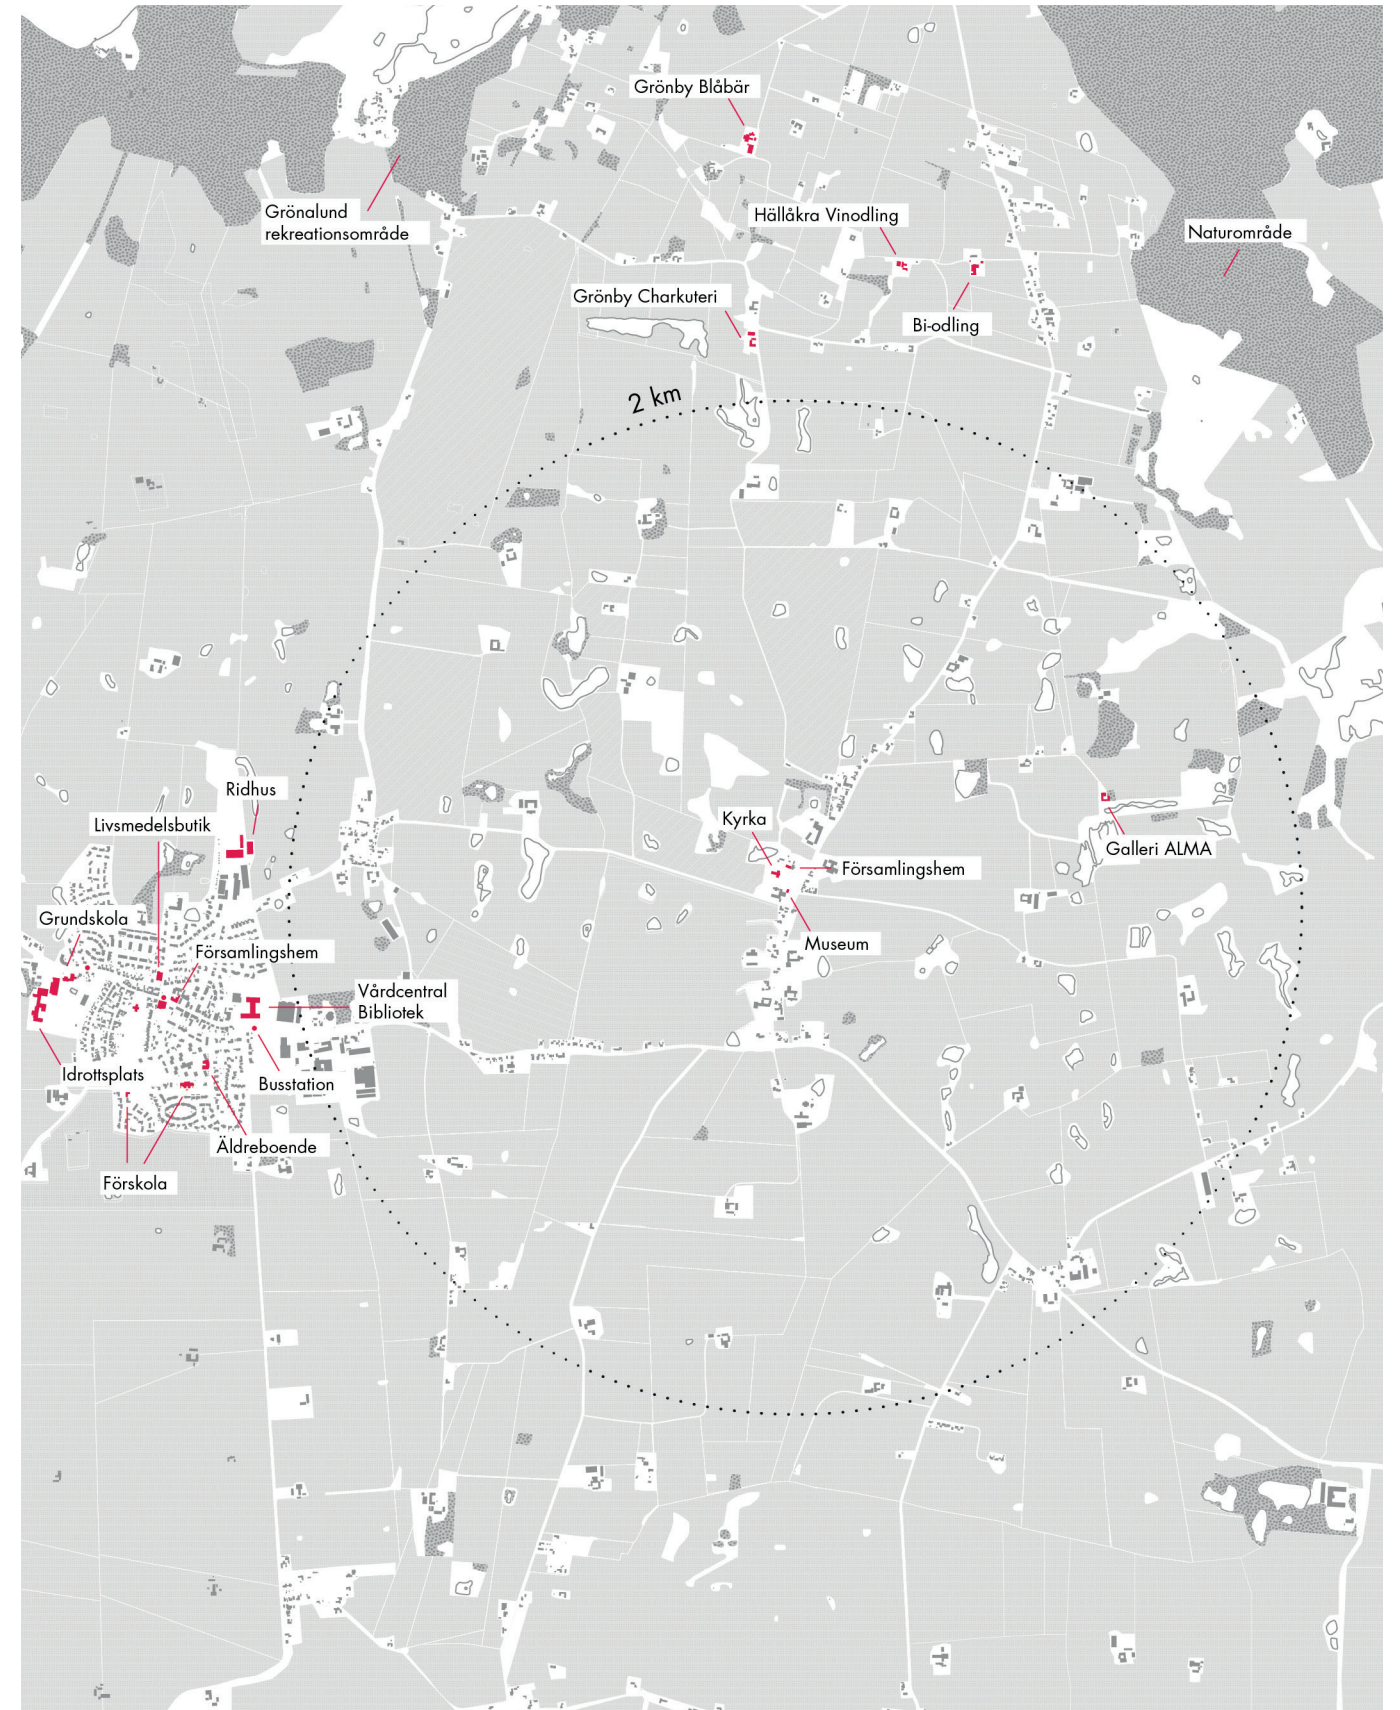 Grönby Blåbär
Grönalund
rekreationsområde
Hällåkra Vinodling
Naturområde
Grönby Charkuteri
Bi-odling
2 km
Ridhus
Livsmedelsbutik
Kyrka
Galleri ALMA
Församlingshem
Grundskola
Museum
Församlingshem
Vårdcentral
Bibliotek
Idrottsplats
Busstation
Äldreboende
Förskola